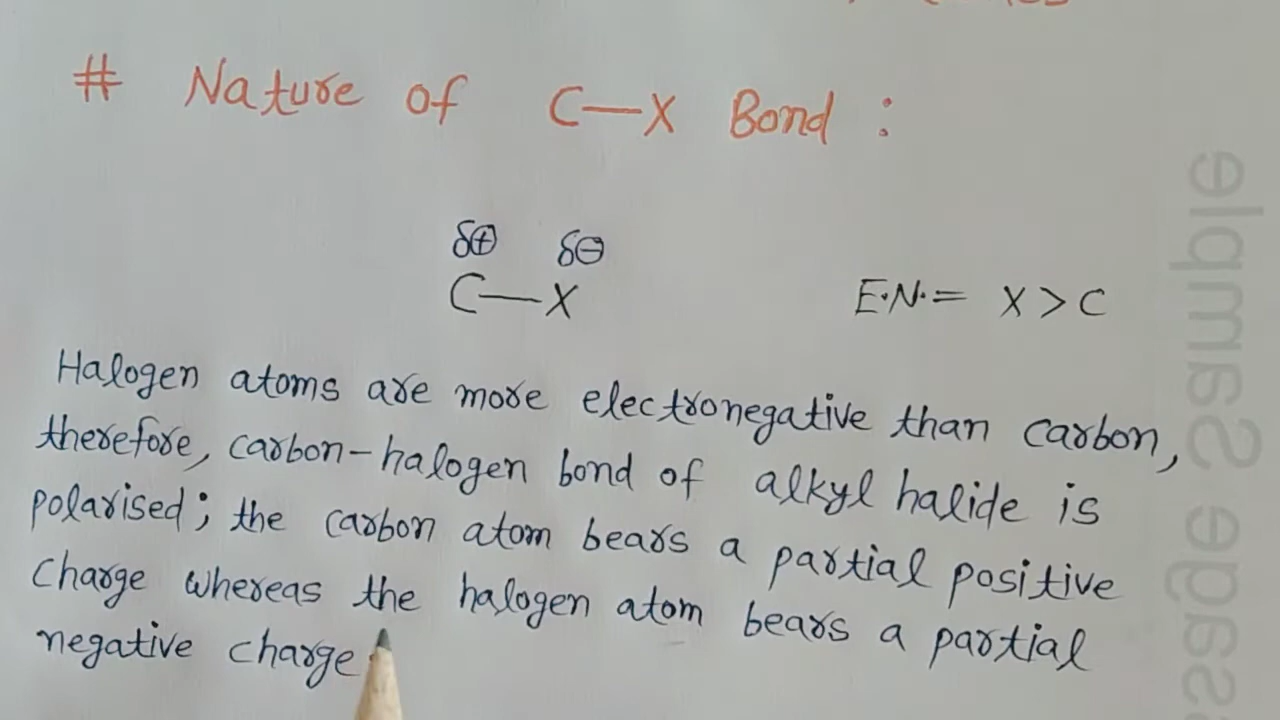 # Nature of C—X Bond :
δ⊕ δ⊖
C—X E.N.= X > C
Halogen atoms are more electronegative than carbon,
therefore, carbon-halogen bond of alkyl halide is
polarised; the carbon atom bears a partial positive
charge whereas the halogen atom bears a partial
negative charge
Sample